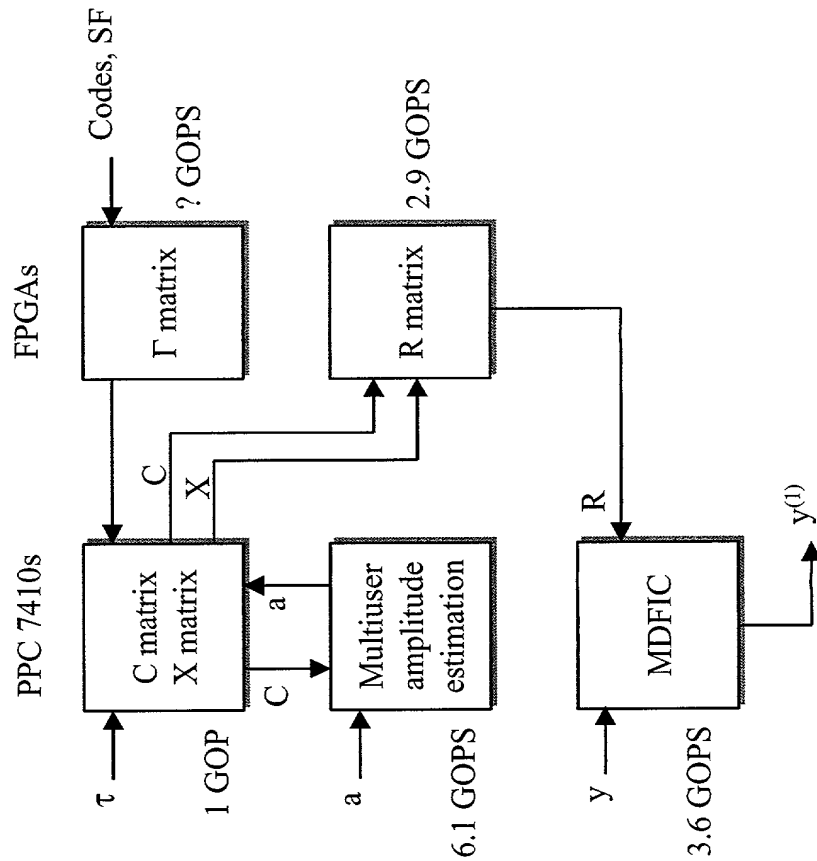 PPC 7410s
FPGAs
τ
C matrix
X matrix
1 GOP
Γ matrix
Codes, SF
? GOPS
C
X
C
a
a
Multiuser
amplitude
estimation
6.1 GOPS
R matrix
2.9 GOPS
y
MDFIC
R
3.6 GOPS
y(1)